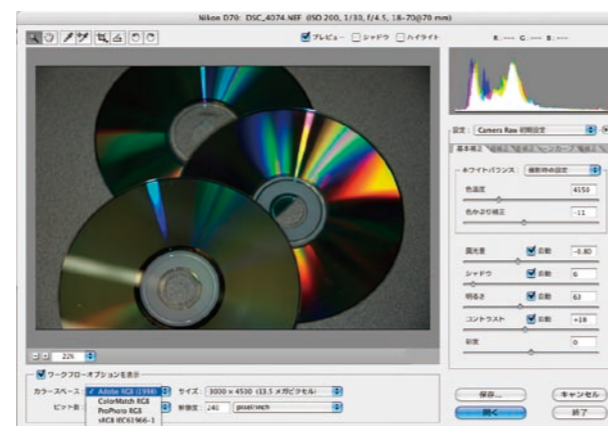 Nikon D70: DSC_4074.NEF (ISO 200, 1/30, f/4.5, 18-70@70 mm)
プレビュー シャドウ ハイライト
R: --- G: --- B: ---
設定: Camera Raw 初期設定
基本補正
ホワイトバランス: 撮影時の設定
色温度 4550
色かぶり補正 -11
露光量 自動 -0.80
シャドウ 自動 6
明るさ 自動 63
コントラスト 自動 +18
彩度 0
22%
ワークフローオプションを表示
カラースペース: Adobe RGB (1998) サイズ: 3000 x 4500 (13.5 メガピクセル)
ColorMatch RGB
ビット数: ProPhoto RGB 解像度: 240 pixel/inch
sRGB IEC61966-1
保存... キャンセル
開く 終了